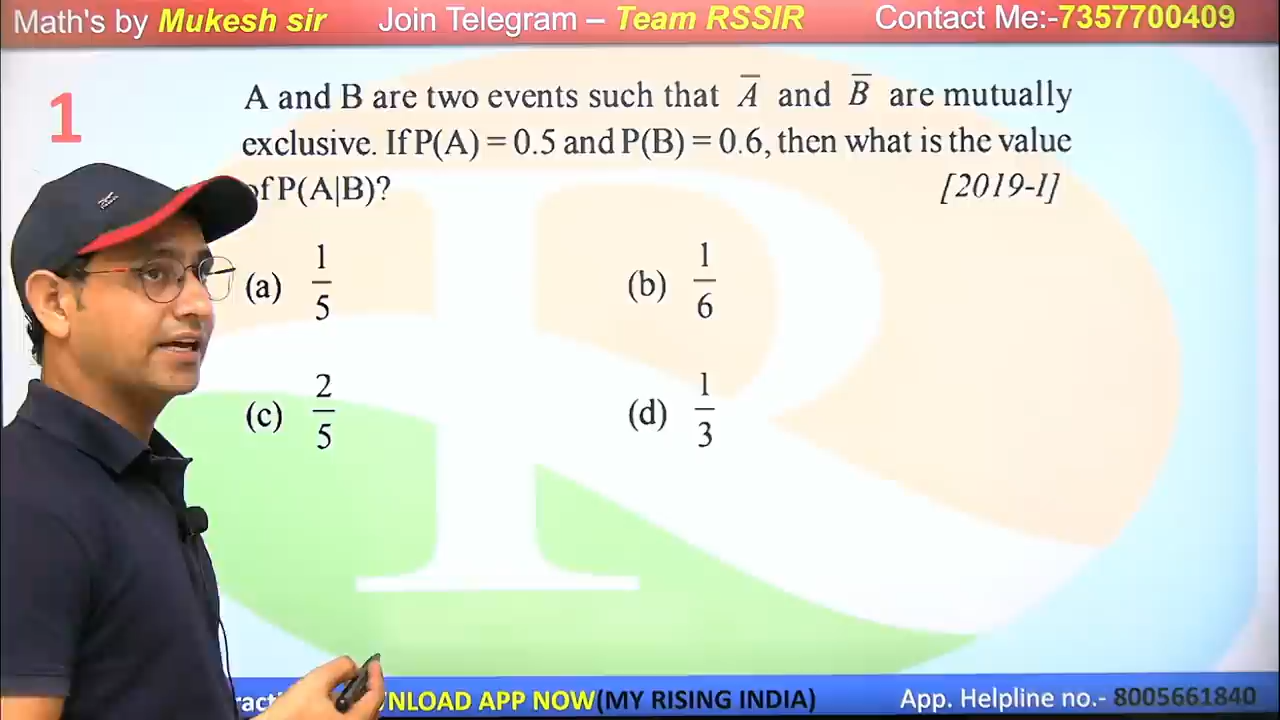 Math's by Mukesh sir Join Telegram – Team RSSIR Contact Me:-7357700409
1
A and B are two events such that A̅ and B̅ are mutually
exclusive. If P(A) = 0.5 and P(B) = 0.6, then what is the value
of P(A|B)? [2019-I]
(a) 1/5 (b) 1/6
(c) 2/5 (d) 1/3
NLOAD APP NOW(MY RISING INDIA) App. Helpline no.- 8005661840